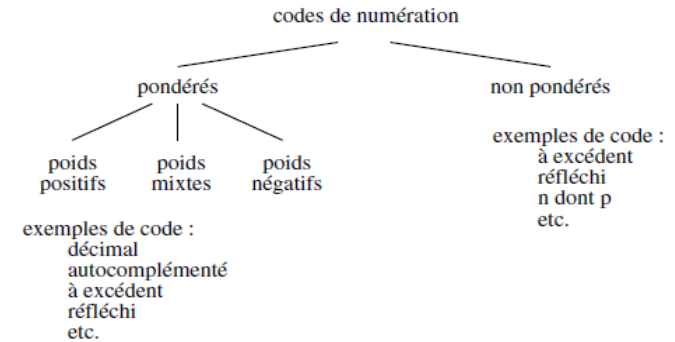 codes de numération
pondérés
non pondérés
poids positifs
poids mixtes
poids négatifs
exemples de code :
décimal
autocomplémenté
à excédent
réfléchi
etc.
exemples de code :
à excédent
réfléchi
n dont p
etc.